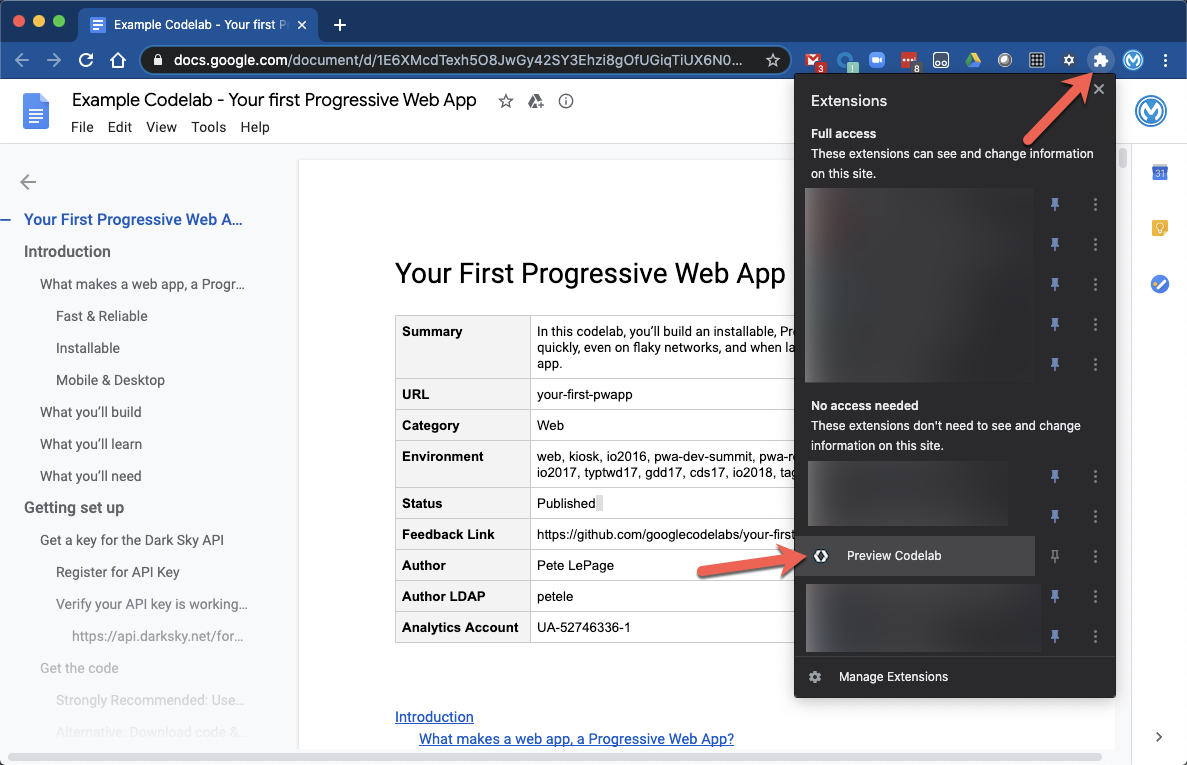 Example Codelab - Your first P
docs.google.com/document/d/1E6XMcdTexh5O8JwGy42SY3Ehzi8gOfUGiqTiUX6N0...
3
1
8
Example Codelab - Your first Progressive Web App
File Edit View Tools Help
Your First Progressive Web A...
Introduction
What makes a web app, a Progr...
Fast & Reliable
Installable
Mobile & Desktop
What you'll build
What you'll learn
What you'll need
Getting set up
Get a key for the Dark Sky API
Register for API Key
Verify your API key is working...
https://api.darksky.net/for...
Get the code
Strongly Recommended: Use...
Alternative: Download code &...
Your First Progressive Web App
Summary In this codelab, you'll build an installable, Pr
quickly, even on flaky networks, and when la
app.
URL your-first-pwapp
Category Web
Environment web, kiosk, io2016, pwa-dev-summit, pwa-r
io2017, typtwd17, gdd17, cds17, io2018, tag
Status Published
Feedback Link https://github.com/googlecodelabs/your-first
Author Pete LePage
Author LDAP petele
Analytics Account UA-52746336-1
Introduction
What makes a web app, a Progressive Web App?
Extensions
Full access
These extensions can see and change information
on this site.
No access needed
These extensions don't need to see and change
information on this site.
Preview Codelab
Manage Extensions
31